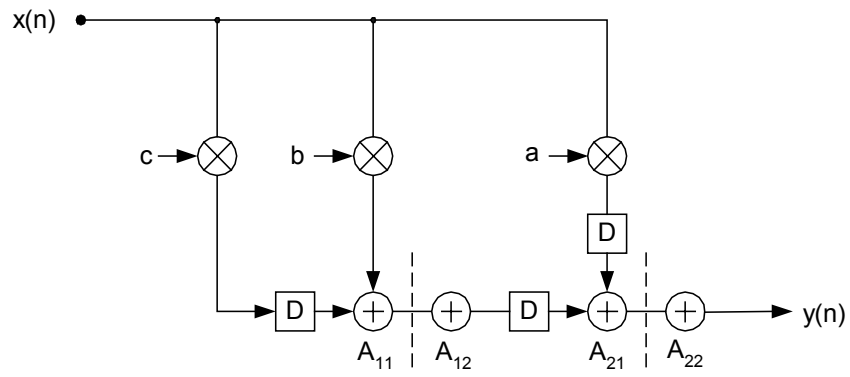 x(n)
c
b
a
D
D
D
y(n)
A₁₁
A₁₂
A₂₁
A₂₂